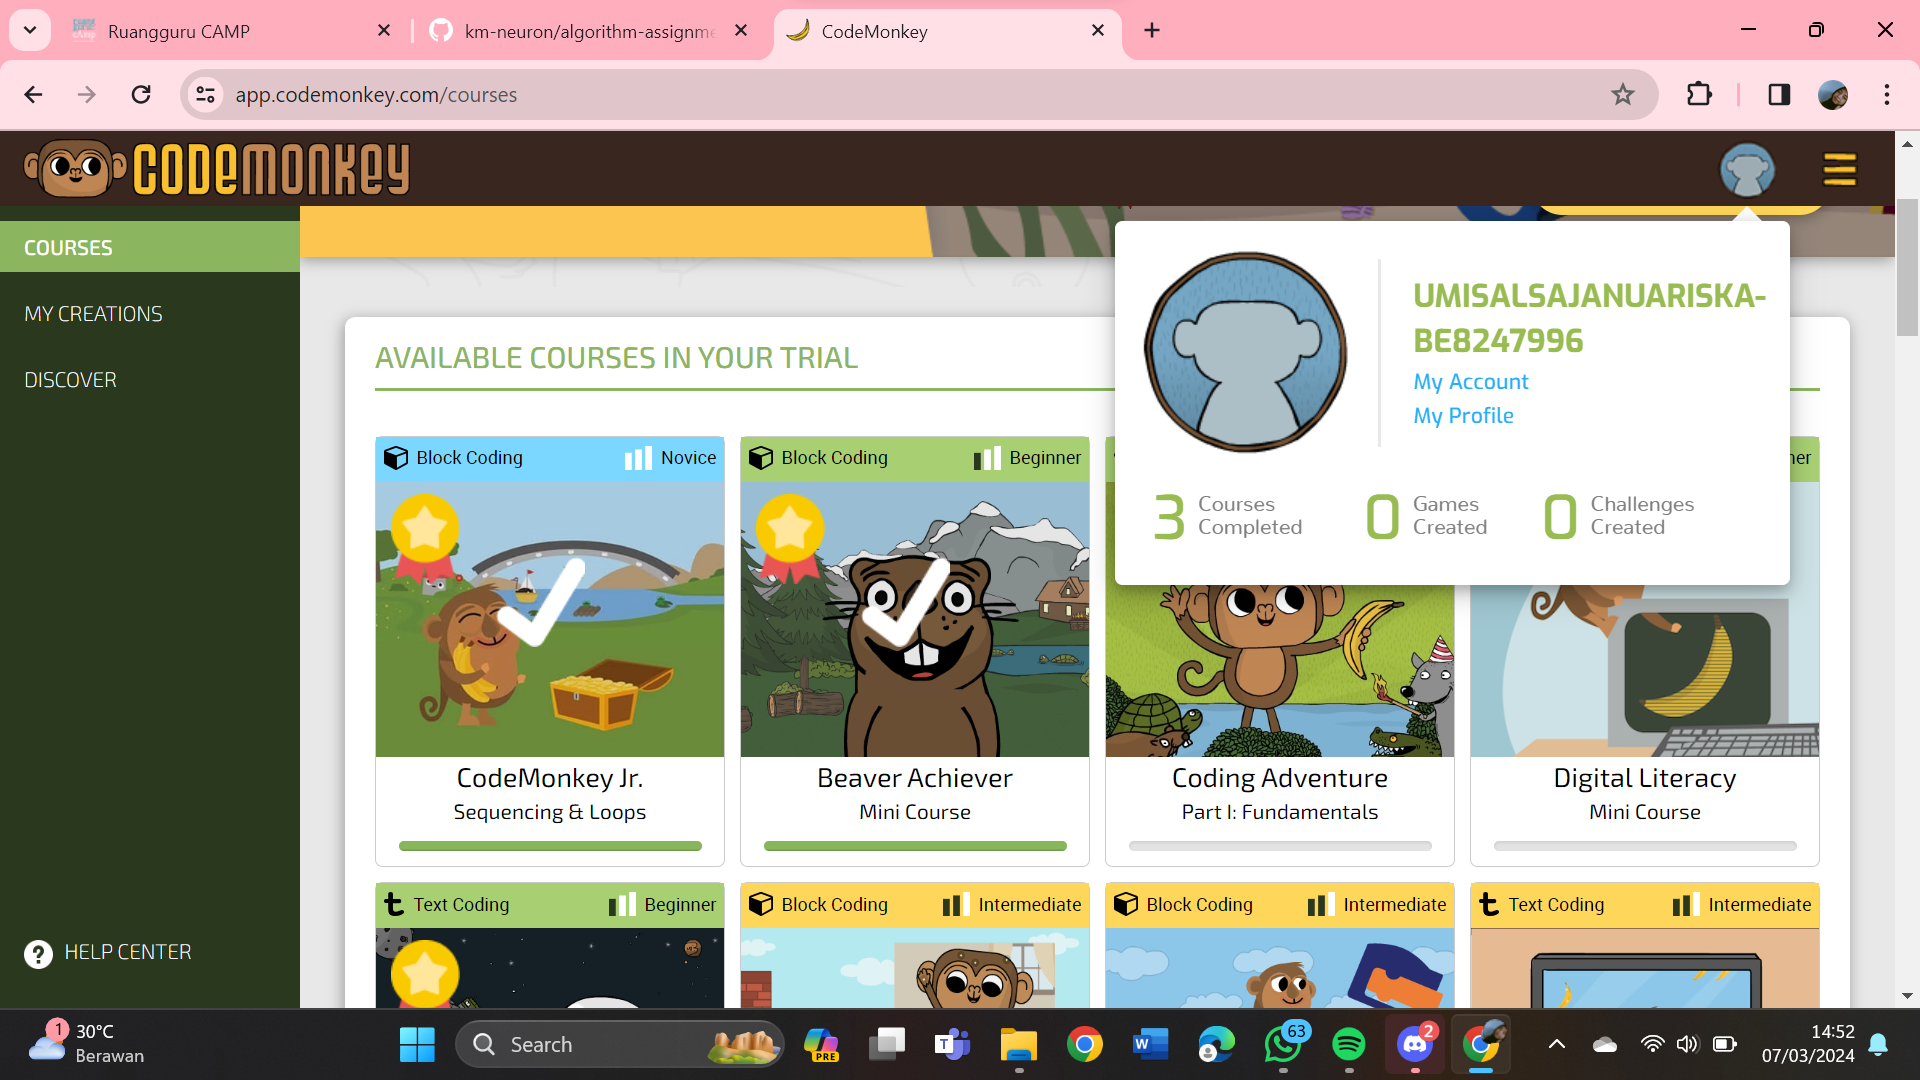 Ruangguru CAMP
km-neuron/algorithm-assignme
CodeMonkey
app.codemonkey.com/courses
CODEMONKEY
COURSES
MY CREATIONS
DISCOVER
HELP CENTER
UMISALSAJANUARISKA-
BE8247996
My Account
My Profile
3 Courses Completed
0 Games Created
0 Challenges Created
AVAILABLE COURSES IN YOUR TRIAL
Block Coding Novice
Block Coding Beginner
ner
CodeMonkey Jr.
Sequencing & Loops
Beaver Achiever
Mini Course
Coding Adventure
Part I: Fundamentals
Digital Literacy
Mini Course
Text Coding Beginner
Block Coding Intermediate
Block Coding Intermediate
Text Coding Intermediate
1
30°C
Berawan
Search
PRE
T
W
63
2
14:52
07/03/2024